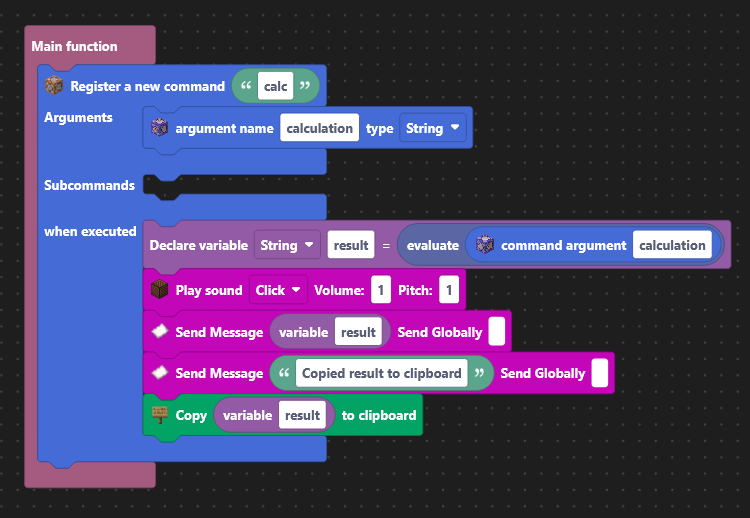 Main function
Register a new command “ calc ”
Arguments
argument name calculation type String
Subcommands
when executed
Declare variable String result = evaluate command argument calculation
Play sound Click Volume: 1 Pitch: 1
Send Message variable result Send Globally
Send Message “ Copied result to clipboard ” Send Globally
Copy variable result to clipboard